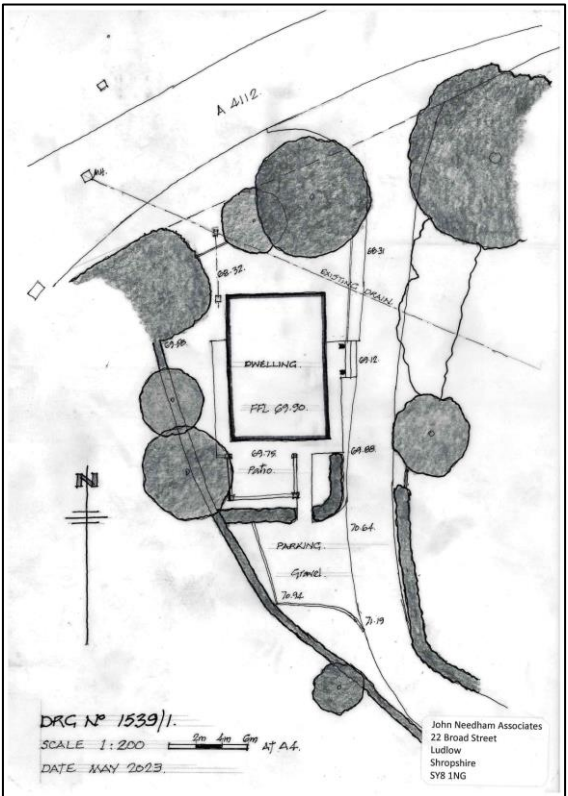 A 4112.
MH.
68.31
68.32.
EXISTING DRAIN
69.12.
DWELLING.
FFL 69.90.
69.75.
Patio.
69.88.
70.64.
PARKING.
Gravel.
70.94
71.19
N
DRG Nº 1539/1.
SCALE 1:200 2m 4m 6m AT A4.
DATE MAY 2023.
John Needham Associates
22 Broad Street
Ludlow
Shropshire
SY8 1NG